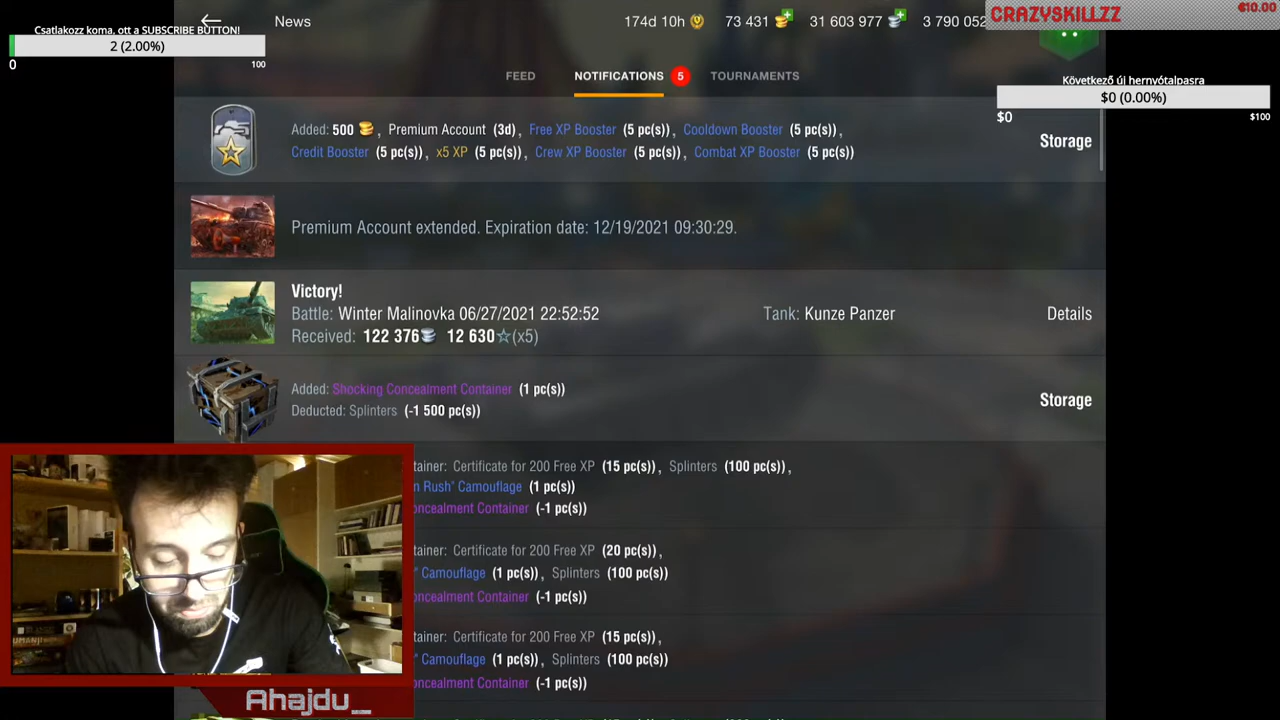 News
174d 10h
73 431
31 603 977
3 790 052
CRAZYSKILLZZ
€10.00
Csatlakozz koma, ott a SUBSCRIBE BUTTON!
2 (2.00%)
0
100
FEED
NOTIFICATIONS
5
TOURNAMENTS
Következő új hernyótalpasra
$0 (0.00%)
$0
$100
Added: 500 , Premium Account (3d) , Free XP Booster (5 pc(s)) , Cooldown Booster (5 pc(s)) ,
Credit Booster (5 pc(s)) , x5 XP (5 pc(s)) , Crew XP Booster (5 pc(s)) , Combat XP Booster (5 pc(s))
Storage
Premium Account extended. Expiration date: 12/19/2021 09:30:29.
Victory!
Battle: Winter Malinovka 06/27/2021 22:52:52
Tank: Kunze Panzer
Details
Received: 122 376 12 630☆(x5)
Added: Shocking Concealment Container (1 pc(s))
Deducted: Splinters (-1 500 pc(s))
Storage
tainer: Certificate for 200 Free XP (15 pc(s)) , Splinters (100 pc(s)) ,
n Rush" Camouflage (1 pc(s))
oncealment Container (-1 pc(s))
tainer: Certificate for 200 Free XP (20 pc(s)) ,
" Camouflage (1 pc(s)) , Splinters (100 pc(s))
oncealment Container (-1 pc(s))
tainer: Certificate for 200 Free XP (15 pc(s)) ,
" Camouflage (1 pc(s)) , Splinters (100 pc(s))
oncealment Container (-1 pc(s))
Ahajdu_